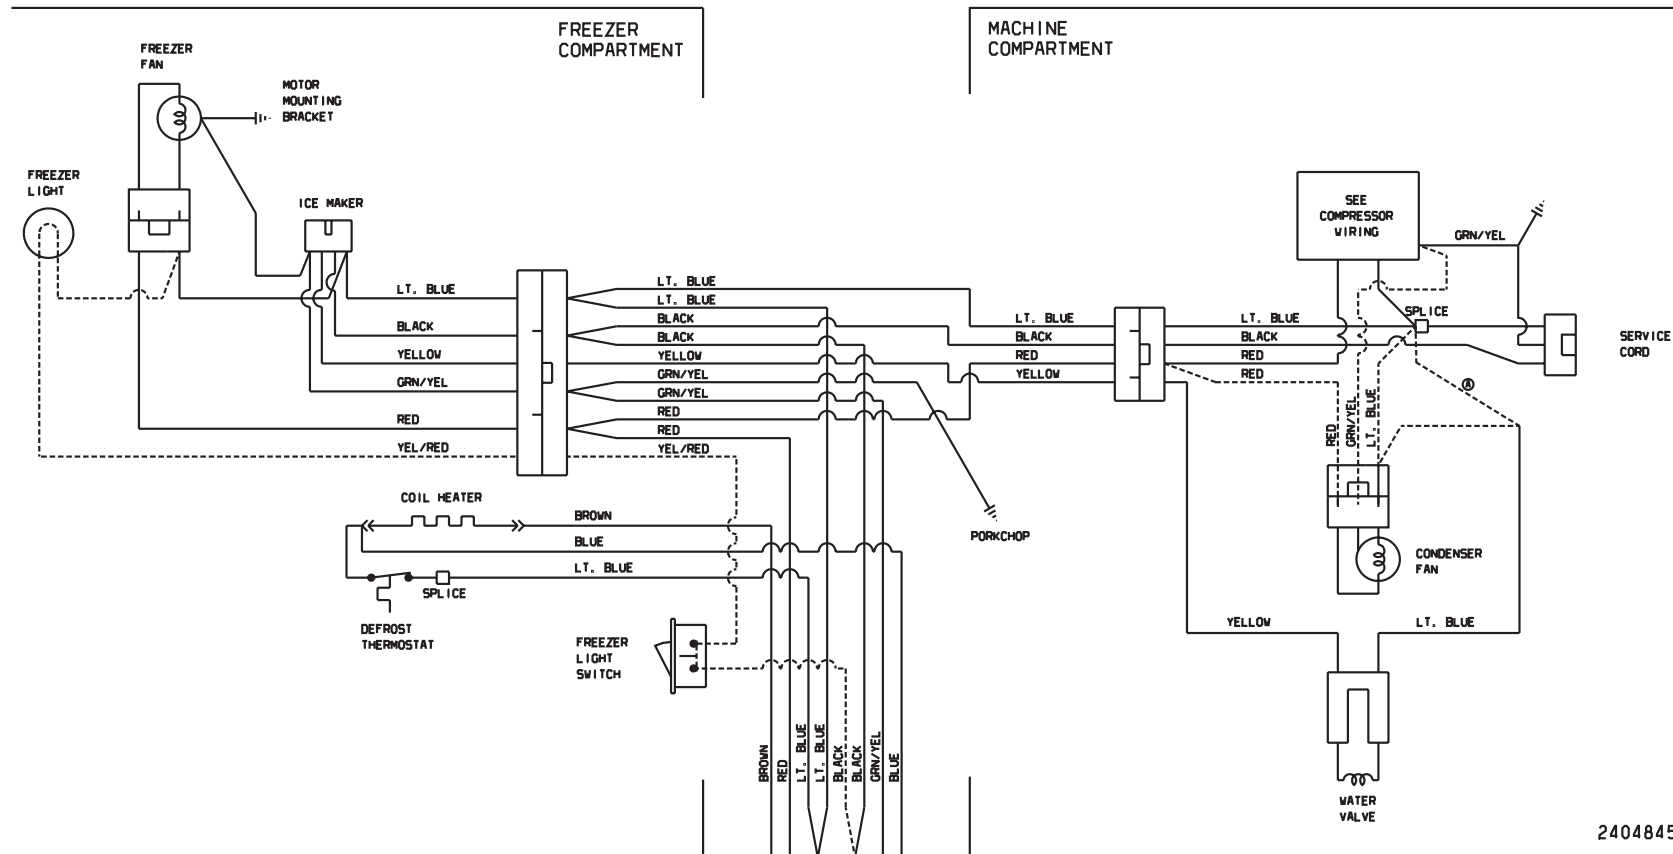 FREEZER
COMPARTMENT
MACHINE
COMPARTMENT
FREEZER
FAN
MOTOR
MOUNTING
BRACKET
FREEZER
LIGHT
ICE MAKER
SEE
COMPRESSOR
WIRING
GRN/YEL
LT. BLUE
BLACK
YELLOW
GRN/YEL
RED
YEL/RED
LT. BLUE
LT. BLUE
BLACK
BLACK
YELLOW
GRN/YEL
GRN/YEL
RED
RED
YEL/RED
LT. BLUE
BLACK
RED
YELLOW
LT. BLUE
BLACK
RED
RED
SPLICE
SERVICE
CORD
A
RED
GRN/YEL
LT. BLUE
COIL HEATER
BROWN
BLUE
LT. BLUE
SPLICE
DEFROST
THERMOSTAT
PORKCHOP
CONDENSER
FAN
FREEZER
LIGHT
SWITCH
YELLOW
LT. BLUE
BROWN
RED
LT. BLUE
LT. BLUE
BLACK
BLACK
GRN/YEL
BLUE
WATER
VALVE
2404845